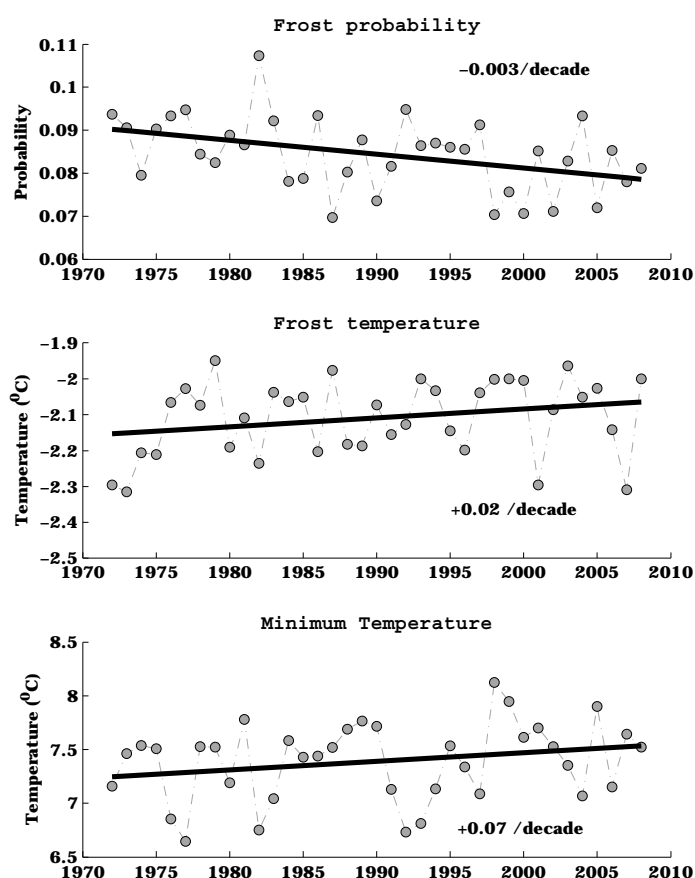 Frost probability
0.11
0.1
0.09
0.08
0.07
0.06
Probability
−0.003/decade
1970 1975 1980 1985 1990 1995 2000 2005 2010
Frost temperature
−1.9
−2
−2.1
−2.2
−2.3
−2.4
−2.5
Temperature (⁰C)
+0.02 /decade
1970 1975 1980 1985 1990 1995 2000 2005 2010
Minimum Temperature
8.5
8
7.5
7
6.5
Temperature (⁰C)
+0.07 /decade
1970 1975 1980 1985 1990 1995 2000 2005 2010